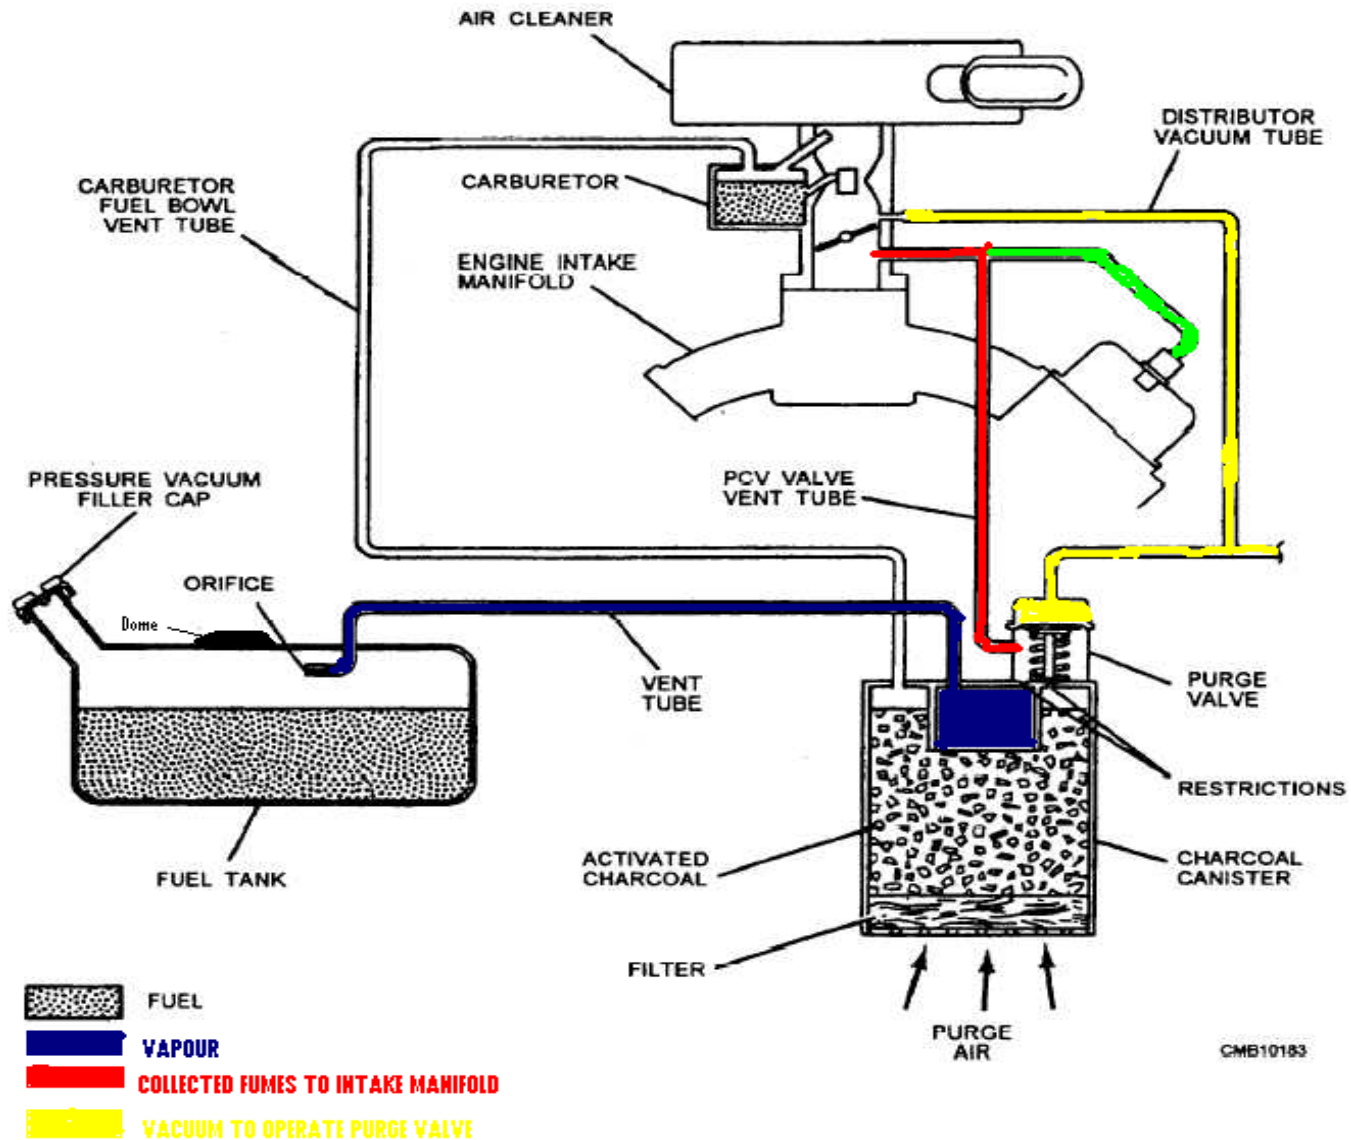 AIR CLEANER
DISTRIBUTOR
VACUUM TUBE
CARBURETOR
FUEL BOWL
VENT TUBE
CARBURETOR
ENGINE INTAKE
MANIFOLD
PRESSURE VACUUM
FILLER CAP
PCV VALVE
VENT TUBE
ORIFICE
Dome
VENT
TUBE
PURGE
VALVE
RESTRICTIONS
FUEL TANK
ACTIVATED
CHARCOAL
CHARCOAL
CANISTER
FILTER
PURGE
AIR
FUEL
VAPOUR
COLLECTED FUMES TO INTAKE MANIFOLD
VACUUM TO OPERATE PURGE VALVE
CMB10183